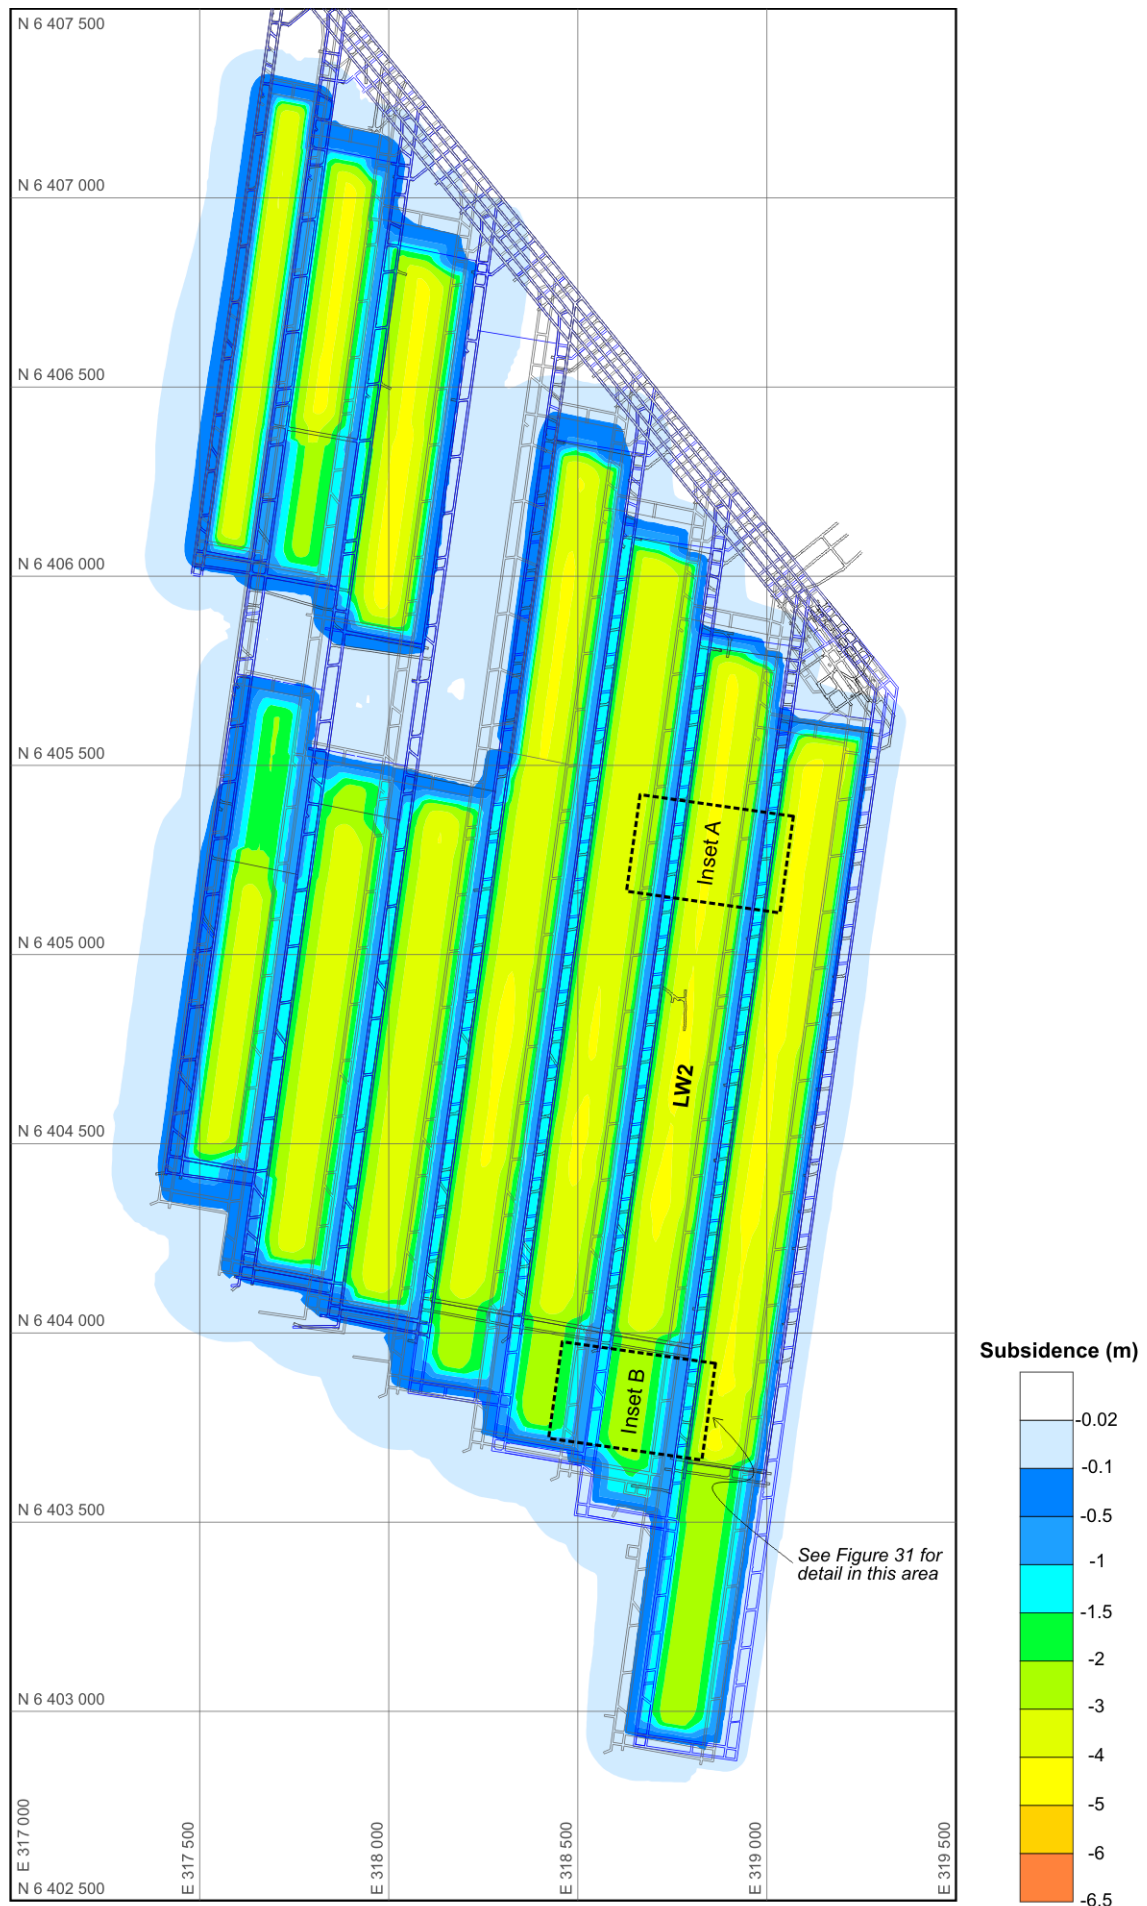 N 6 407 500
N 6 407 000
N 6 406 500
N 6 406 000
N 6 405 500
Inset A
N 6 405 000
LW2
N 6 404 500
N 6 404 000
Inset B
N 6 403 500
See Figure 31 for
detail in this area
N 6 403 000
N 6 402 500
E 317 000
E 317 500
E 318 000
E 318 500
E 319 000
E 319 500
Subsidence (m)
-0.02
-0.1
-0.5
-1
-1.5
-2
-3
-4
-5
-6
-6.5